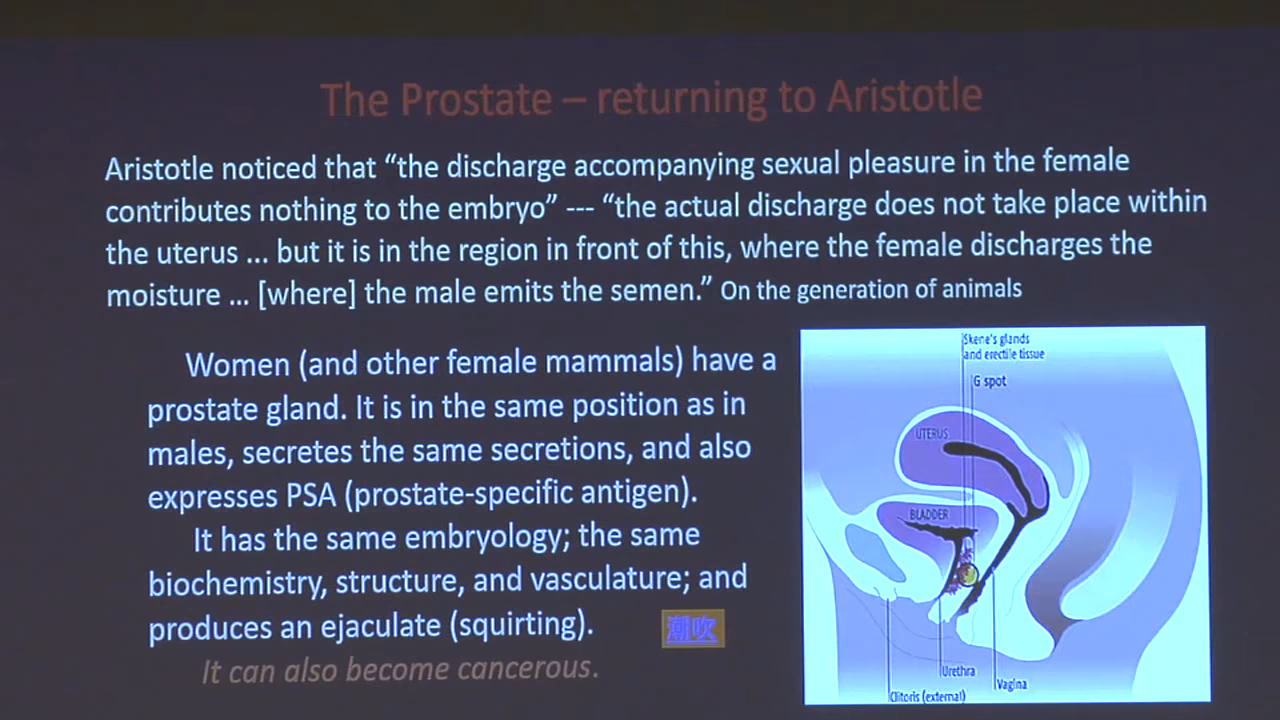 The Prostate – returning to Aristotle
Aristotle noticed that “the discharge accompanying sexual pleasure in the female
contributes nothing to the embryo” --- “the actual discharge does not take place within
the uterus ... but it is in the region in front of this, where the female discharges the
moisture ... [where] the male emits the semen.” On the generation of animals
Women (and other female mammals) have a
prostate gland. It is in the same position as in
males, secretes the same secretions, and also
expresses PSA (prostate-specific antigen).
It has the same embryology; the same
biochemistry, structure, and vasculature; and
produces an ejaculate (squirting).
潮吹
It can also become cancerous.
Skene's glands
and erectile tissue
G spot
UTERUS
BLADDER
Urethra
Vagina
Clitoris (external)